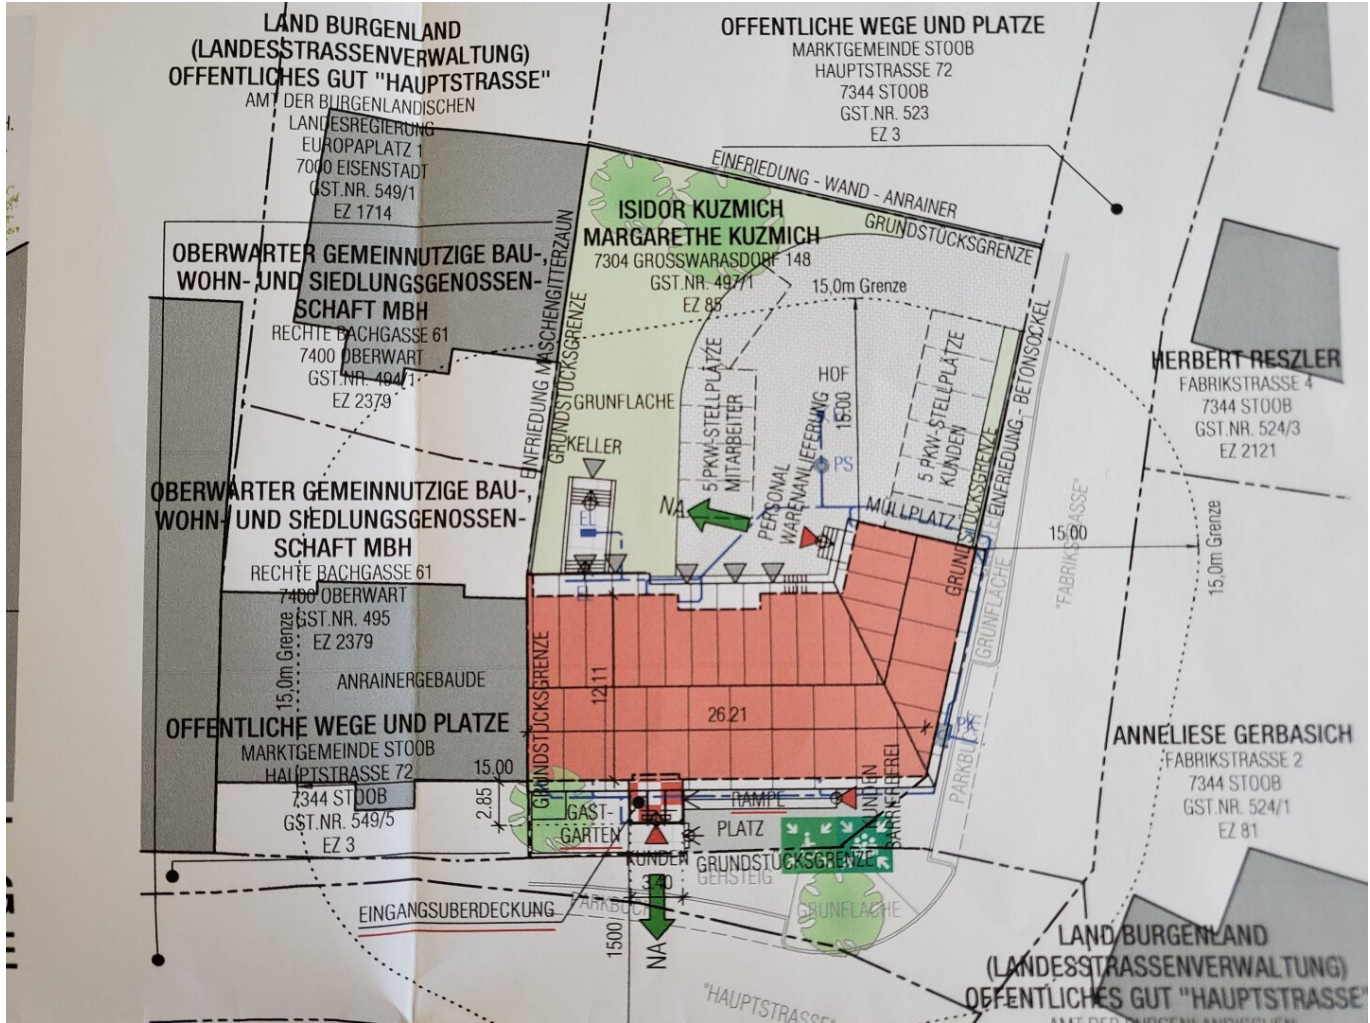 LAND BURGENLAND
(LANDESSTRASSENVERWALTUNG)
OFFENTLICHES GUT "HAUPTSTRASSE"
AMT DER BURGENLANDISCHEN
LANDESREGIERUNG
EUROPAPLATZ 1
7000 EISENSTADT
GST.NR. 549/1
EZ 1714
OFFENTLICHE WEGE UND PLATZE
MARKTGEMEINDE STOOB
HAUPTSTRASSE 72
7344 STOOB
GST.NR. 523
EZ 3
EINFRIEDUNG - WAND - ANRAINER
GRUNDSTÜCKSGRENZE
ISIDOR KUZMICH
MARGARETHE KUZMICH
7304 GROSSWARASDORF 148
GST.NR. 497/1
EZ 85
OBERWARTER GEMEINNUTZIGE BAU-,
WOHN- UND SIEDLUNGSGENOSSEN-
SCHAFT MBH
RECHTE BACHGASSE 61
7400 OBERWART
GST.NR. 494/1
EZ 2379
EINFRIEDUNG MASCHENGITTERZAUN
GRUNDSTÜCKSGRENZE
15,0m Grenze
GRUNFLACHE
KELLER
5 PKW-STELLPLÄTZE
MITARBEITER
HOF
15.00
5 PKW-STELLPLÄTZE
KUNDEN
GRUNDSTÜCKSGRENZE
EINFRIEDUNG - BETONSOCKEL
HERBERT RESZLER
FABRIKSTRASSE 4
7344 STOOB
GST.NR. 524/3
EZ 2121
OBERWARTER GEMEINNUTZIGE BAU-,
WOHN- UND SIEDLUNGSGENOSSEN-
SCHAFT MBH
RECHTE BACHGASSE 61
7400 OBERWART
GST.NR. 495
EZ 2379
NA
EL
PERSONAL
WARENANLIEFERUNG
PS
MÜLLPLATZ
GRÜNFLÄCHE
"FABRIKSTRASSE"
15.00
15,0m Grenze
EL
15,0m Grenze
ANRAINERGEBAUDE
GRUNDSTÜCKSGRENZE
12.11
26.21
PK
PARKBUCHT
OFFENTLICHE WEGE UND PLATZE
MARKTGEMEINDE STOOB
HAUPTSTRASSE 72
7344 STOOB
GST.NR. 549/5
EZ 3
15.00
2.85
GAST-
GARTEN
RAMPE
PLATZ
KUNDEN
BARRIEREFREI
KUNDEN
GRUNDSTÜCKSGRENZE
GEHSTEIG
3.40
GRÜNFLACHE
EINGANGSUBERDECKUNG
1500
NA
"HAUPTSTRASSE"
ANNELIESE GERBASICH
FABRIKSTRASSE 2
7344 STOOB
GST.NR. 524/1
EZ 81
LAND BURGENLAND
(LANDESSTRASSENVERWALTUNG)
OFFENTLICHES GUT "HAUPTSTRASSE"
AMT DER BURGENLANDISCHEN